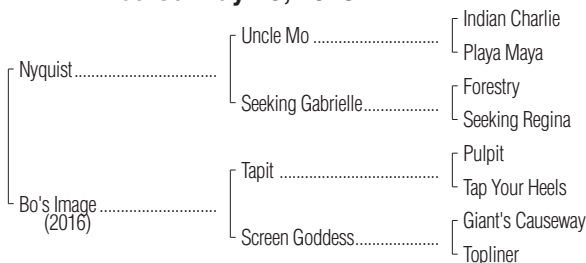 Indian Charlie
Uncle Mo
Playa Maya
Nyquist
Forestry
Seeking Gabrielle
Seeking Regina
Pulpit
Tapit
Tap Your Heels
Bo's Image
(2016)
Giant's Causeway
Screen Goddess
Topliner